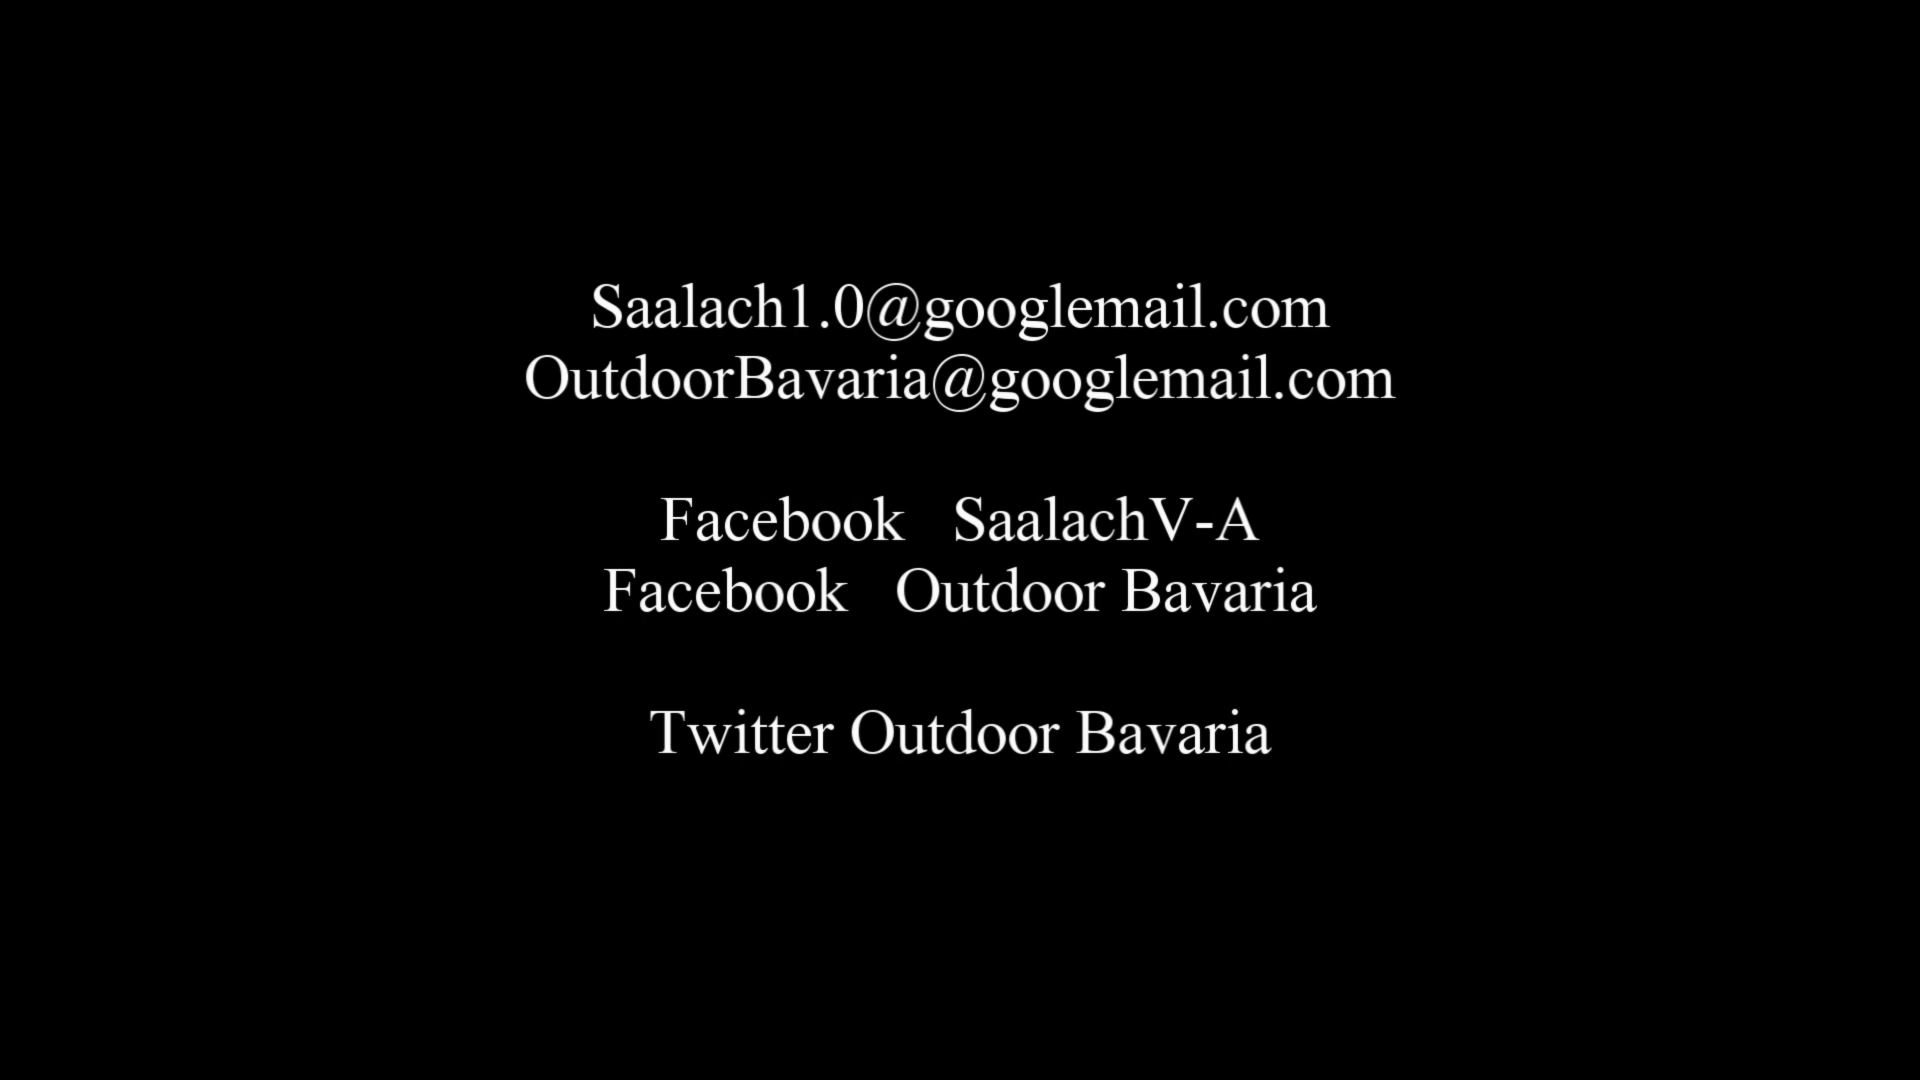 Saalach1.0@googlemail.com
OutdoorBavaria@googlemail.com
Facebook   SaalachV-A
Facebook   Outdoor Bavaria
Twitter Outdoor Bavaria